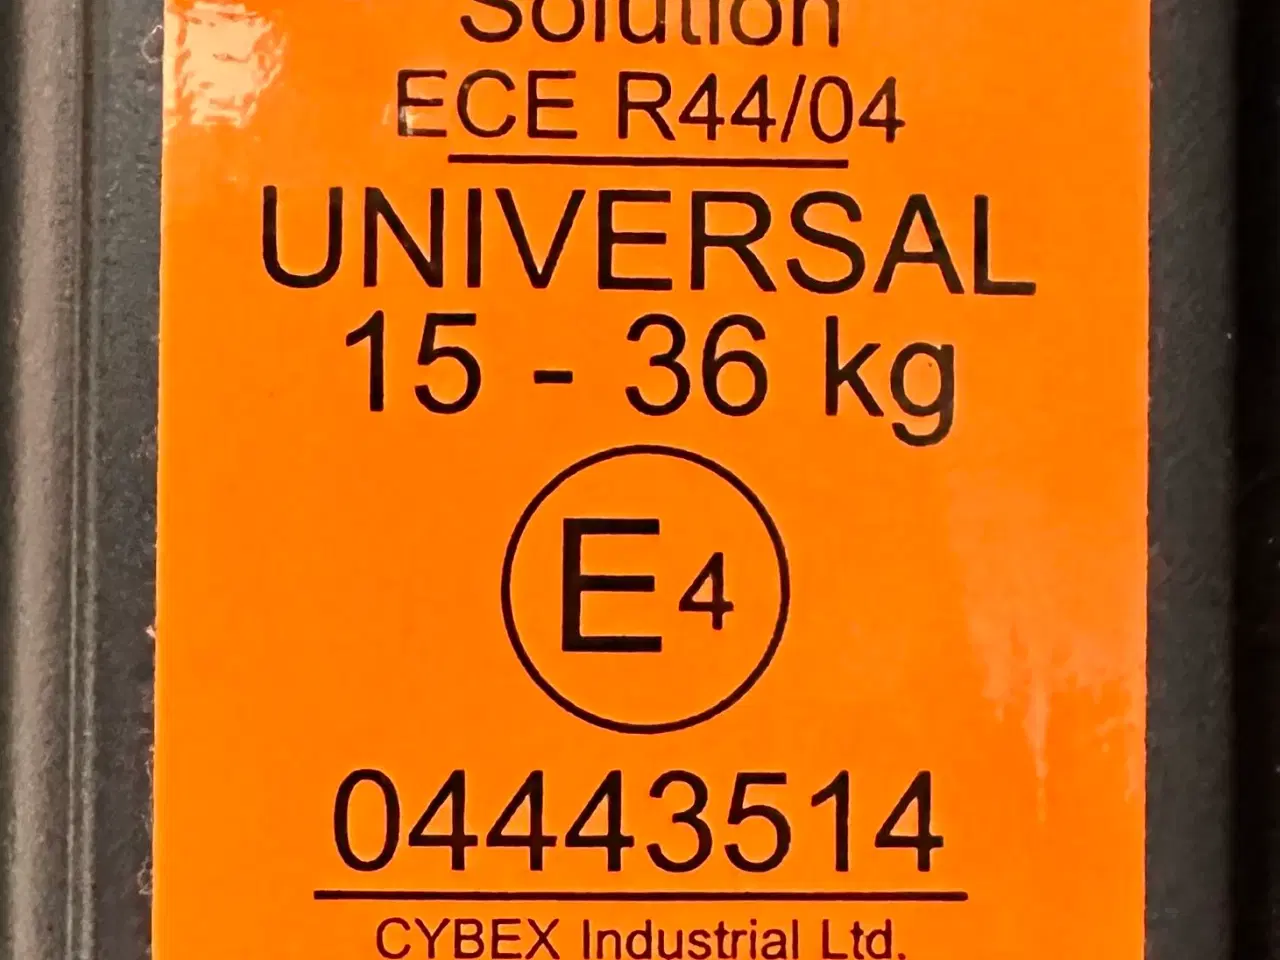 Solution
ECE R44/04
UNIVERSAL
15 - 36 kg
E4
04443514
CYBEX Industrial Ltd.